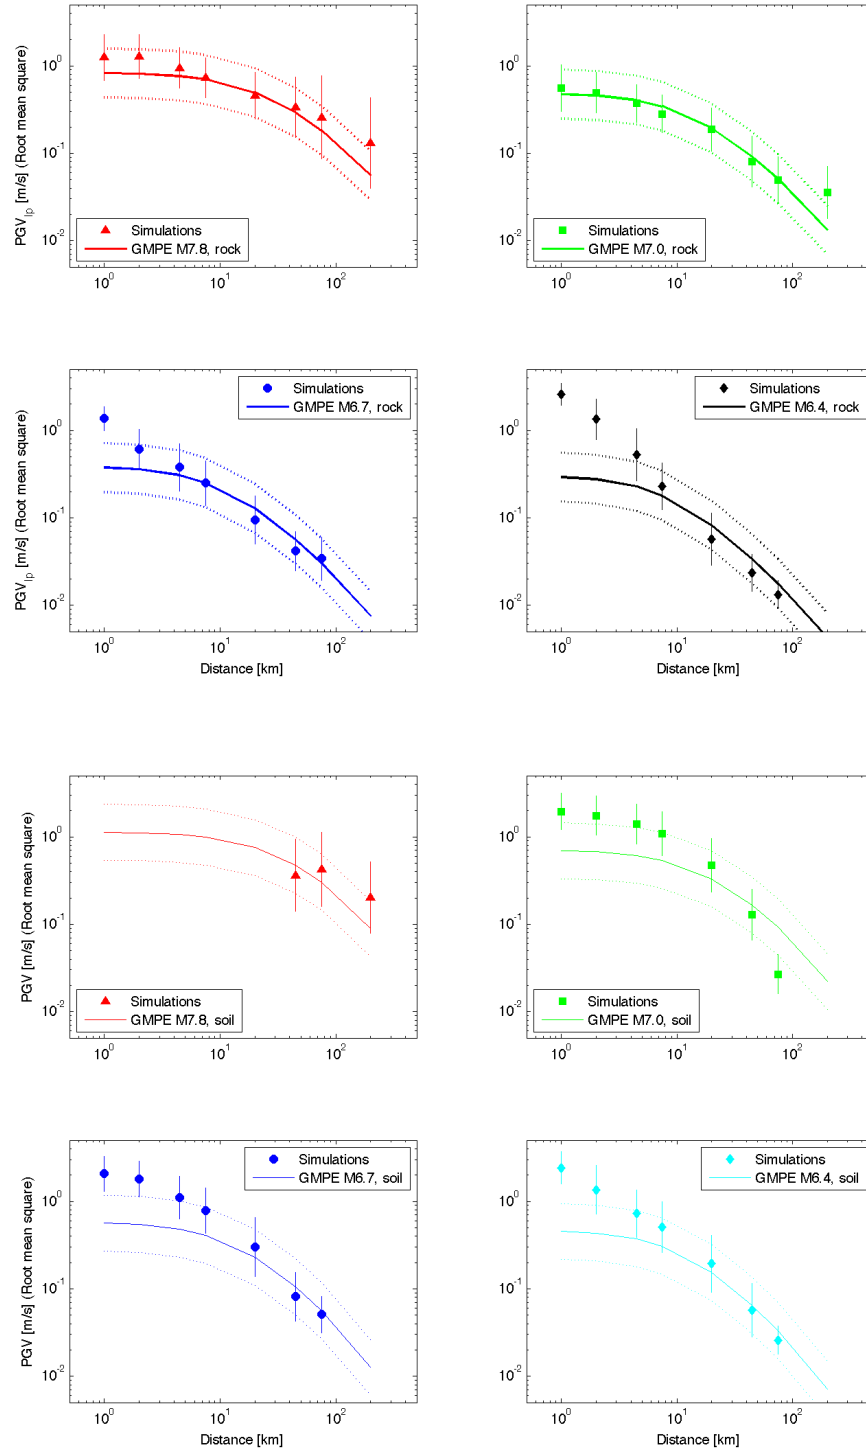 10⁰
10⁻¹
10⁻²
PGV_lp [m/s] (Root mean square)
Simulations
GMPE M7.8, rock
10⁰ 10¹ 10²
10⁰
10⁻¹
10⁻²
Simulations
GMPE M7.0, rock
10⁰ 10¹ 10²
10⁰
10⁻¹
10⁻²
PGV_lp [m/s] (Root mean square)
Simulations
GMPE M6.7, rock
10⁰ 10¹ 10²
Distance [km]
10⁰
10⁻¹
10⁻²
Simulations
GMPE M6.4, rock
10⁰ 10¹ 10²
Distance [km]
10⁰
10⁻¹
10⁻²
PGV [m/s] (Root mean square)
Simulations
GMPE M7.8, soil
10⁰ 10¹ 10²
10⁰
10⁻¹
10⁻²
Simulations
GMPE M7.0, soil
10⁰ 10¹ 10²
10⁰
10⁻¹
10⁻²
PGV [m/s] (Root mean square)
Simulations
GMPE M6.7, soil
10⁰ 10¹ 10²
Distance [km]
10⁰
10⁻¹
10⁻²
Simulations
GMPE M6.4, soil
10⁰ 10¹ 10²
Distance [km]